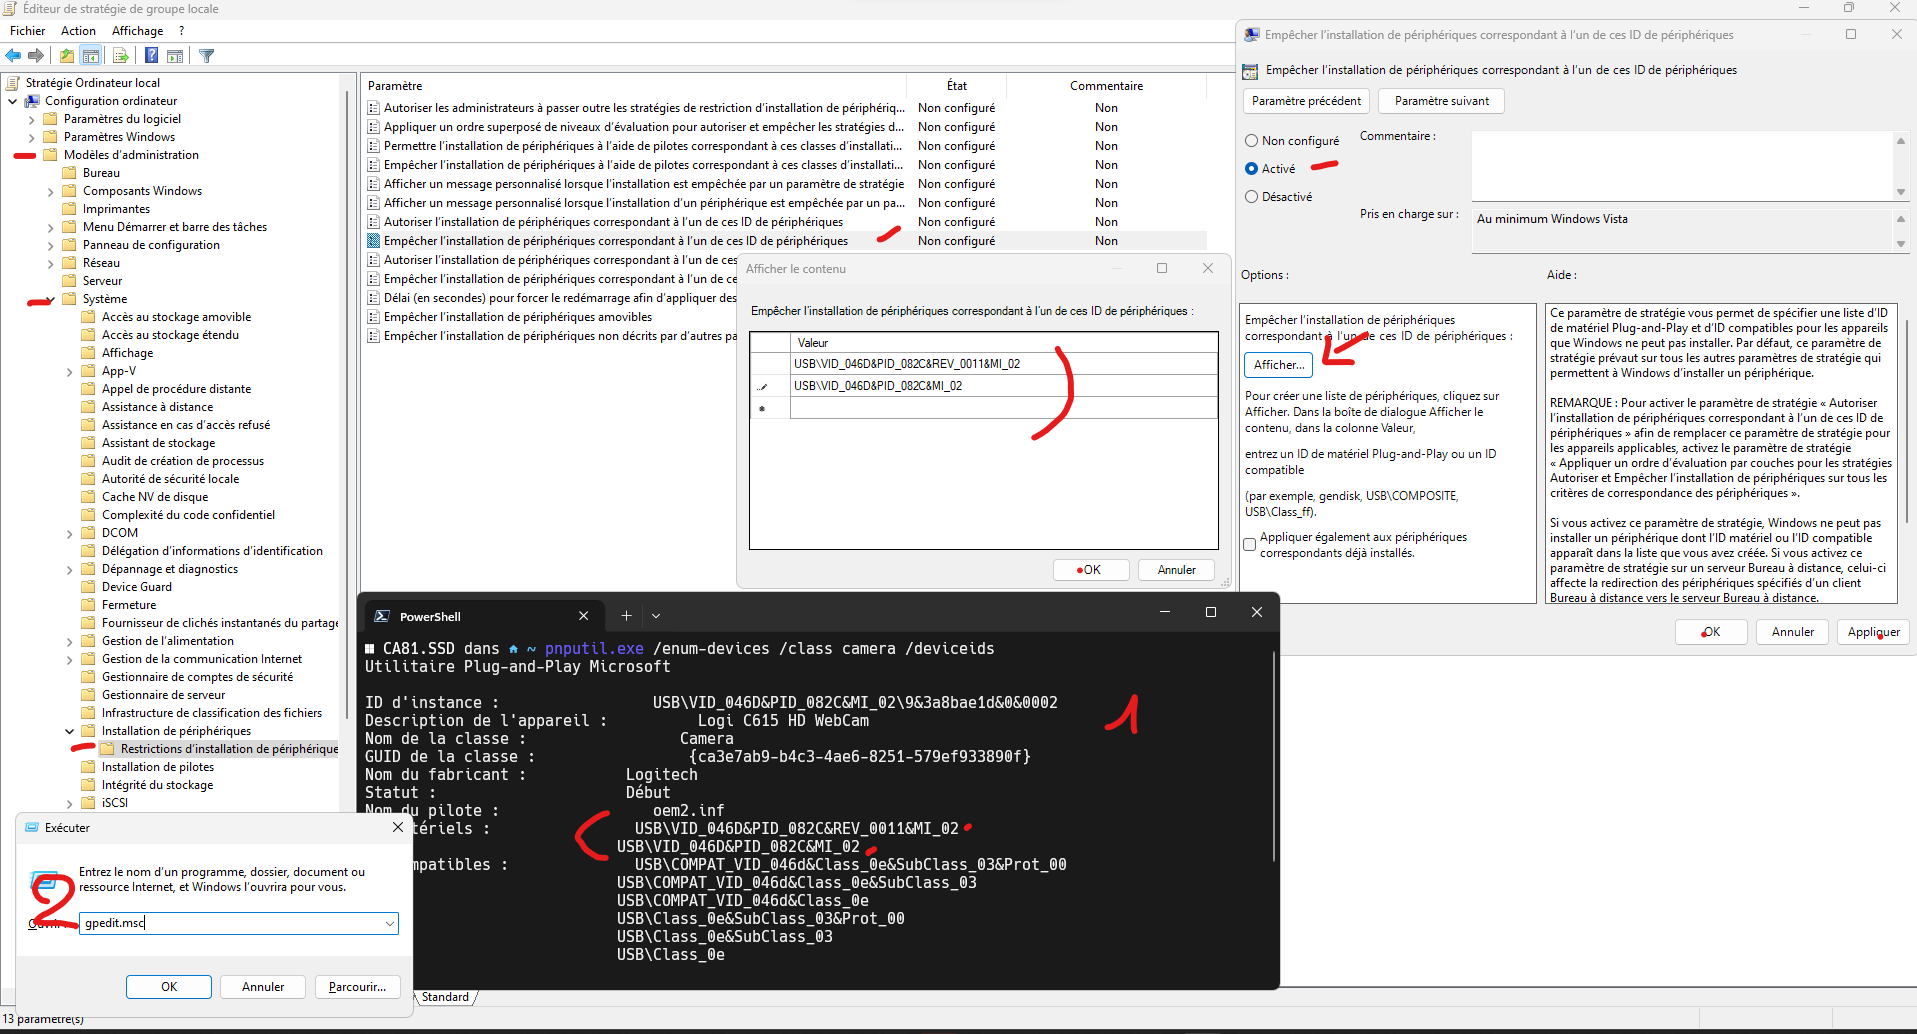 Éditeur de stratégie de groupe locale
Fichier Action Affichage ?
Stratégie Ordinateur local
Configuration ordinateur
Paramètres du logiciel
Paramètres Windows
Modèles d'administration
Bureau
Composants Windows
Imprimantes
Menu Démarrer et barre des tâches
Panneau de configuration
Réseau
Serveur
Système
Accès au stockage amovible
Accès au stockage étendu
Affichage
App-V
Appel de procédure distante
Assistance à distance
Assistance en cas d'accès refusé
Assistant de stockage
Audit de création de processus
Autorité de sécurité locale
Cache NV de disque
Complexité du code confidentiel
DCOM
Délégation d'informations d'identification
Dépannage et diagnostics
Device Guard
Fermeture
Fournisseur de clichés instantanés du partage
Gestion de l'alimentation
Gestion de la communication Internet
Gestionnaire de comptes de sécurité
Gestionnaire de serveur
Infrastructure de classification des fichiers
Installation de périphériques
Restrictions d'installation de périphérique
Installation de pilotes
Intégrité du stockage
iSCSI
Paramètre État Commentaire
Autoriser les administrateurs à passer outre les stratégies de restriction d'installation de périphériq... Non configuré Non
Appliquer un ordre superposé de niveaux d'évaluation pour autoriser et empêcher les stratégies d... Non configuré Non
Permettre l'installation de périphériques à l'aide de pilotes correspondant à ces classes d'installati... Non configuré Non
Empêcher l'installation de périphériques à l'aide de pilotes correspondant à ces classes d'installati... Non configuré Non
Afficher un message personnalisé lorsque l'installation est empêchée par un paramètre de stratégie Non configuré Non
Afficher un message personnalisé lorsque l'installation d'un périphérique est empêchée par un pa... Non configuré Non
Autoriser l'installation de périphériques correspondant à l'un de ces ID de périphériques Non configuré Non
Empêcher l'installation de périphériques correspondant à l'un de ces ID de périphériques Non configuré Non
Autoriser l'installation de périphériques correspondant à l'un de ces
Empêcher l'installation de périphériques correspondant à l'un de ce
Délai (en secondes) pour forcer le redémarrage afin d'appliquer des
Empêcher l'installation de périphériques amovibles
Empêcher l'installation de périphériques non décrits par d'autres pa
Standard
13 paramètre(s)
Afficher le contenu
Empêcher l'installation de périphériques correspondant à l'un de ces ID de périphériques :
Valeur
USB\VID_046D&PID_082C&REV_0011&MI_02
USB\VID_046D&PID_082C&MI_02
OK Annuler
Empêcher l'installation de périphériques correspondant à l'un de ces ID de périphériques
Empêcher l'installation de périphériques correspondant à l'un de ces ID de périphériques
Paramètre précédent Paramètre suivant
Non configuré
Activé
Désactivé
Commentaire :
Pris en charge sur : Au minimum Windows Vista
Options : Aide :
Empêcher l'installation de périphériques
correspondant à l'un de ces ID de périphériques :
Afficher...
Pour créer une liste de périphériques, cliquez sur
Afficher. Dans la boîte de dialogue Afficher le
contenu, dans la colonne Valeur,
entrez un ID de matériel Plug-and-Play ou un ID
compatible
(par exemple, gendisk, USB\COMPOSITE,
USB\Class_ff).
Appliquer également aux périphériques
correspondants déjà installés.
Ce paramètre de stratégie vous permet de spécifier une liste d'ID
de matériel Plug-and-Play et d'ID compatibles pour les appareils
que Windows ne peut pas installer. Par défaut, ce paramètre de
stratégie prévaut sur tous les autres paramètres de stratégie qui
permettent à Windows d'installer un périphérique.
REMARQUE : Pour activer le paramètre de stratégie « Autoriser
l'installation de périphériques correspondant à l'un de ces ID de
périphériques » afin de remplacer ce paramètre de stratégie pour
les appareils applicables, activez le paramètre de stratégie
« Appliquer un ordre d'évaluation par couches pour les stratégies
Autoriser et Empêcher l'installation de périphériques sur tous les
critères de correspondance des périphériques ».
Si vous activez ce paramètre de stratégie, Windows ne peut pas
installer un périphérique dont l'ID matériel ou l'ID compatible
apparaît dans la liste que vous avez créée. Si vous activez ce
paramètre de stratégie sur un serveur Bureau à distance, celui-ci
affecte la redirection des périphériques spécifiés d'un client
Bureau à distance vers le serveur Bureau à distance.
OK Annuler Appliquer
PowerShell
CA81.SSD dans ~ pnputil.exe /enum-devices /class camera /deviceids
Utilitaire Plug-and-Play Microsoft
ID d'instance : USB\VID_046D&PID_082C&MI_02\9&3a8bae1d&0&0002
Description de l'appareil : Logi C615 HD WebCam
Nom de la classe : Camera
GUID de la classe : {ca3e7ab9-b4c3-4ae6-8251-579ef933890f}
Nom du fabricant : Logitech
Statut : Début
Nom du pilote : oem2.inf
tériels : USB\VID_046D&PID_082C&REV_0011&MI_02
USB\VID_046D&PID_082C&MI_02
mpatibles : USB\COMPAT_VID_046d&Class_0e&SubClass_03&Prot_00
USB\COMPAT_VID_046d&Class_0e&SubClass_03
USB\COMPAT_VID_046d&Class_0e
USB\Class_0e&SubClass_03&Prot_00
USB\Class_0e&SubClass_03
USB\Class_0e
1
Exécuter
Entrez le nom d'un programme, dossier, document ou
ressource Internet, et Windows l'ouvrira pour vous.
2
Ouvrir : gpedit.msc
OK Annuler Parcourir...